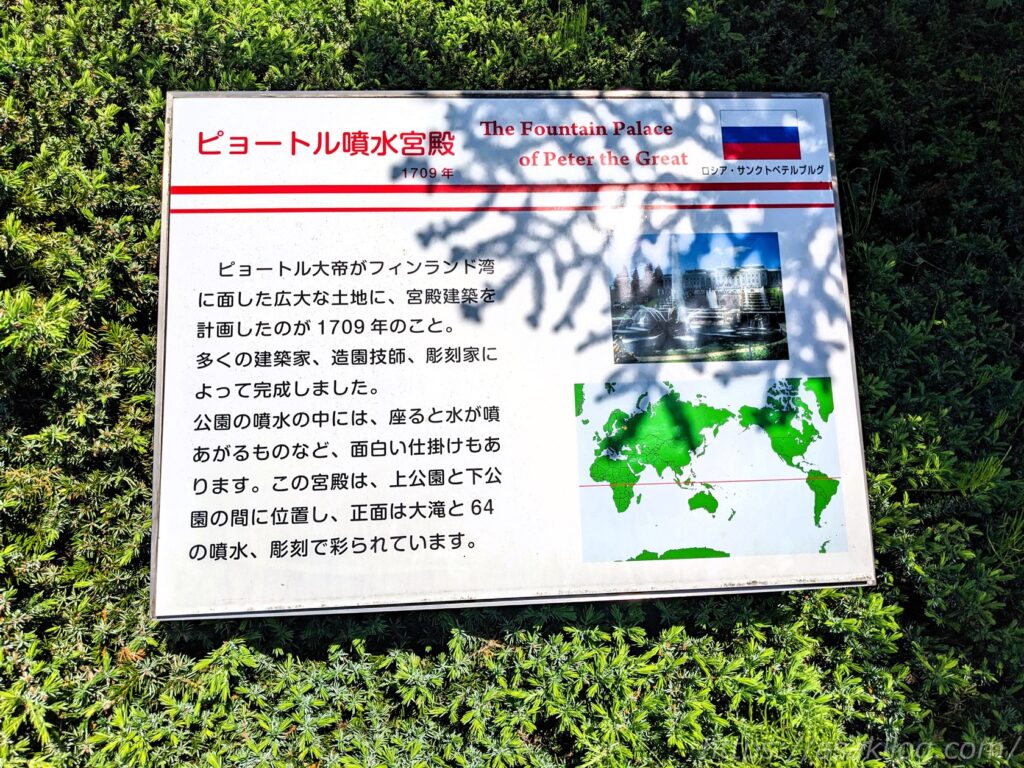 ピョートル噴水宮殿
1709 年
The Fountain Palace
of Peter the Great
ロシア・サンクトペテルブルグ
ピョートル大帝がフィンランド湾
に面した広大な土地に、宮殿建築を
計画したのが 1709 年のこと。
多くの建築家、造園技師、彫刻家に
よって完成しました。
公園の噴水の中には、座ると水が噴
あがるものなど、面白い仕掛けもあ
ります。この宮殿は、上公園と下公
園の間に位置し、正面は大滝と 64
の噴水、彫刻で彩られています。